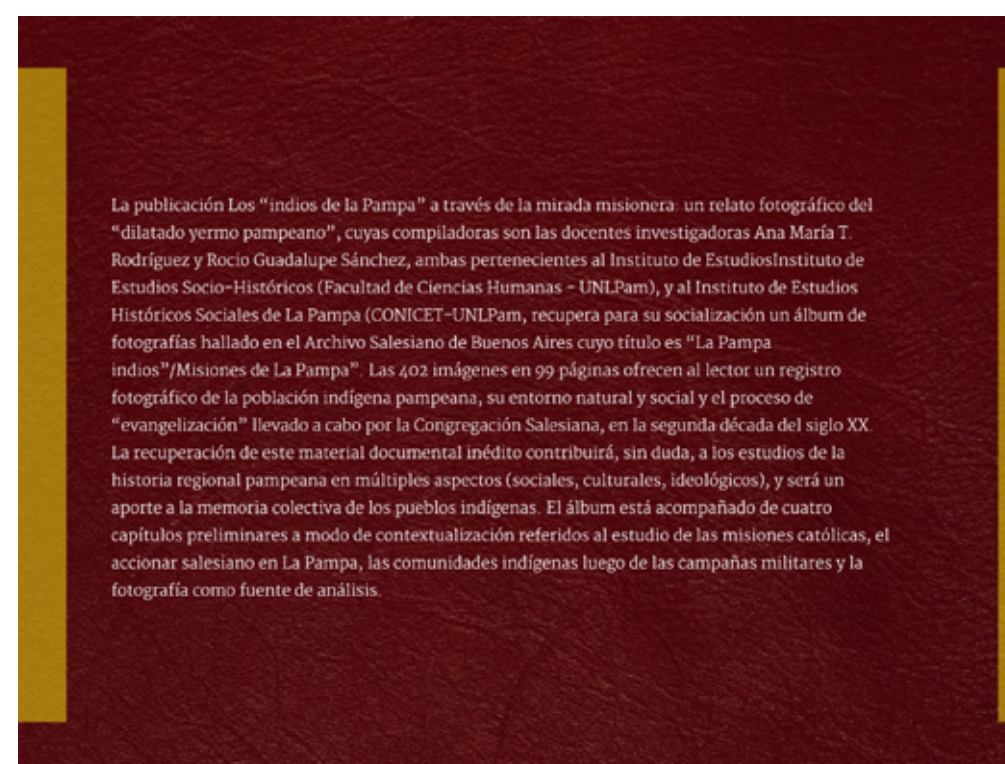 La publicación Los “indios de la Pampa” a través de la mirada misionera: un relato fotográfico del
“dilatado yermo pampeano”, cuyas compiladoras son las docentes investigadoras Ana María T.
Rodríguez y Rocio Guadalupe Sánchez, ambas pertenecientes al Instituto de EstudiosInstituto de
Estudios Socio-Históricos (Facultad de Ciencias Humanas - UNLPam), y al Instituto de Estudios
Históricos Sociales de La Pampa (CONICET-UNLPam, recupera para su socialización un álbum de
fotografías hallado en el Archivo Salesiano de Buenos Aires cuyo título es “La Pampa
indios”/Misiones de La Pampa”. Las 402 imágenes en 99 páginas ofrecen al lector un registro
fotográfico de la población indígena pampeana, su entorno natural y social y el proceso de
“evangelización” llevado a cabo por la Congregación Salesiana, en la segunda década del siglo XX.
La recuperación de este material documental inédito contribuirá, sin duda, a los estudios de la
historia regional pampeana en múltiples aspectos (sociales, culturales, ideológicos), y será un
aporte a la memoria colectiva de los pueblos indígenas. El álbum está acompañado de cuatro
capítulos preliminares a modo de contextualización referidos al estudio de las misiones católicas, el
accionar salesiano en La Pampa, las comunidades indígenas luego de las campañas militares y la
fotografía como fuente de análisis.